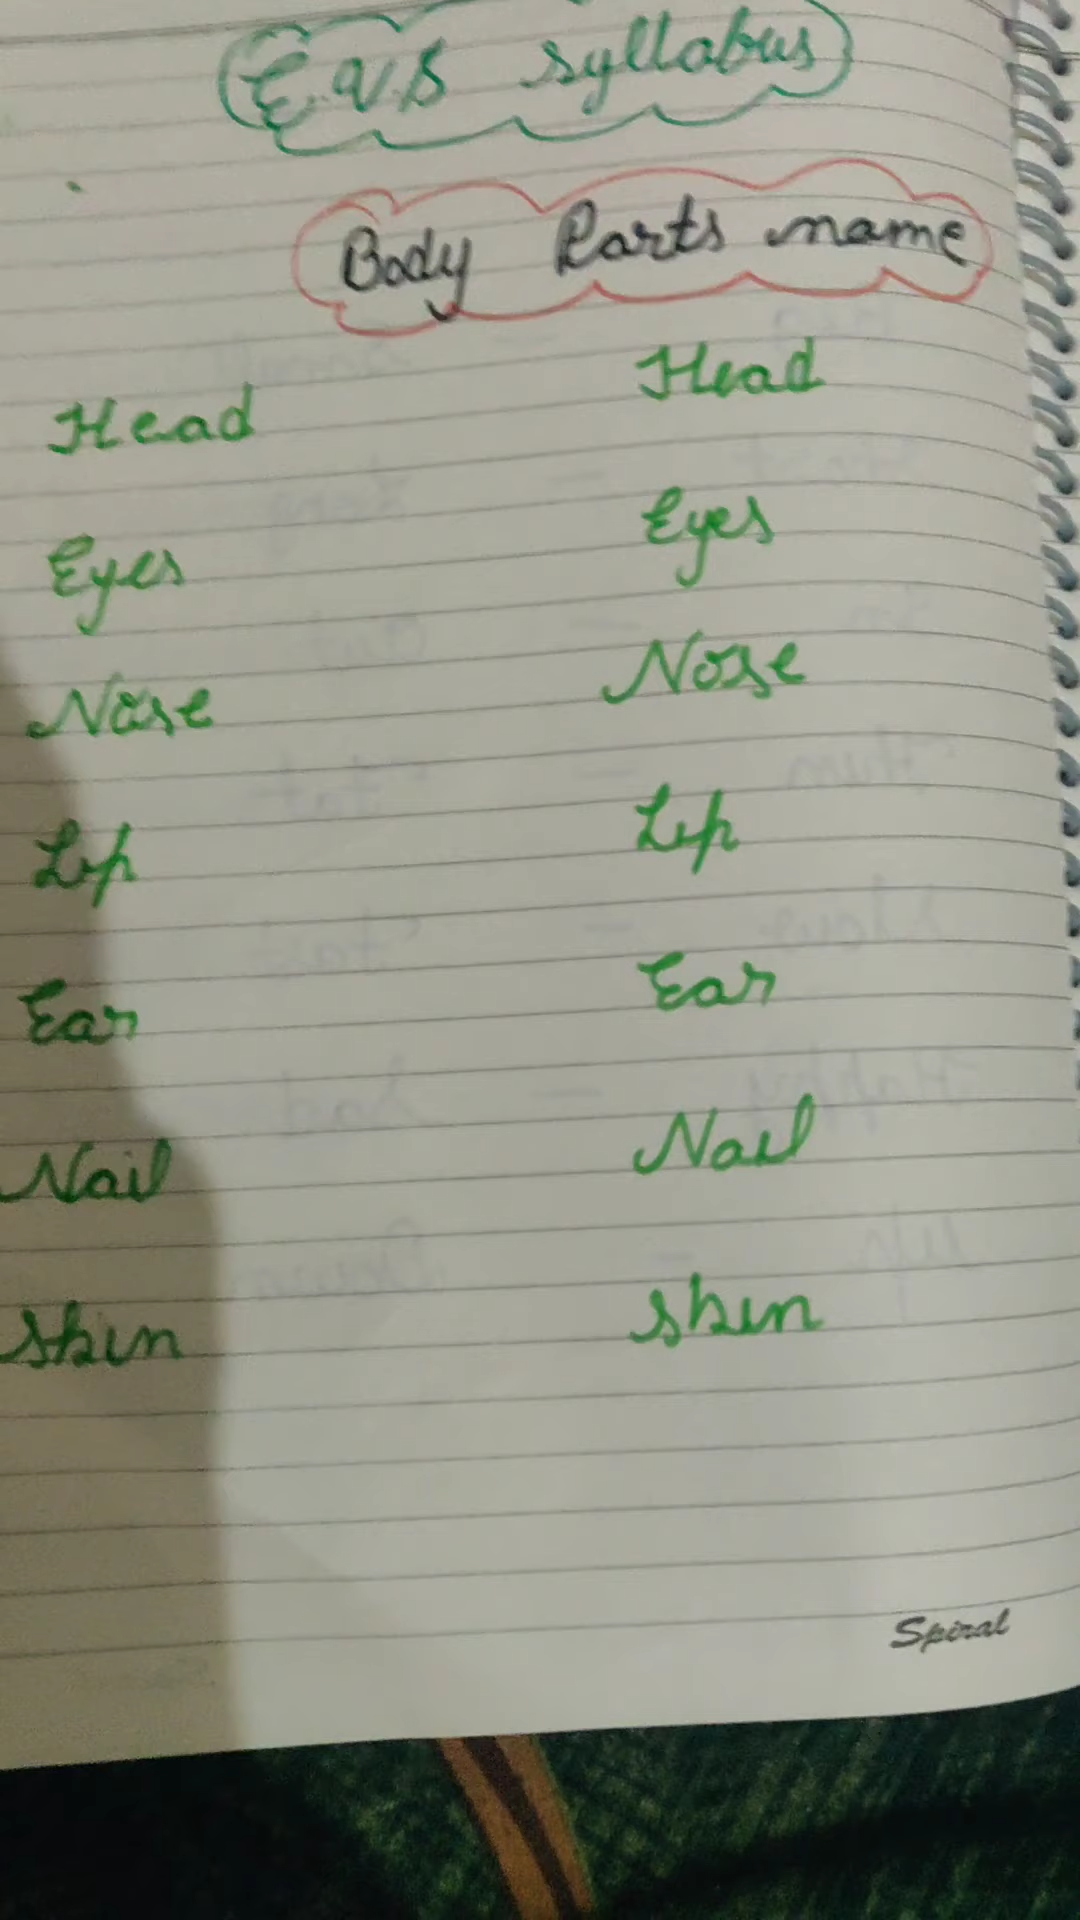 E.V.S syllabus
Body Parts name
Head Head
Eyes Eyes
Nose Nose
Lip Lip
Ear Ear
Nail Nail
skin skin
Spiral